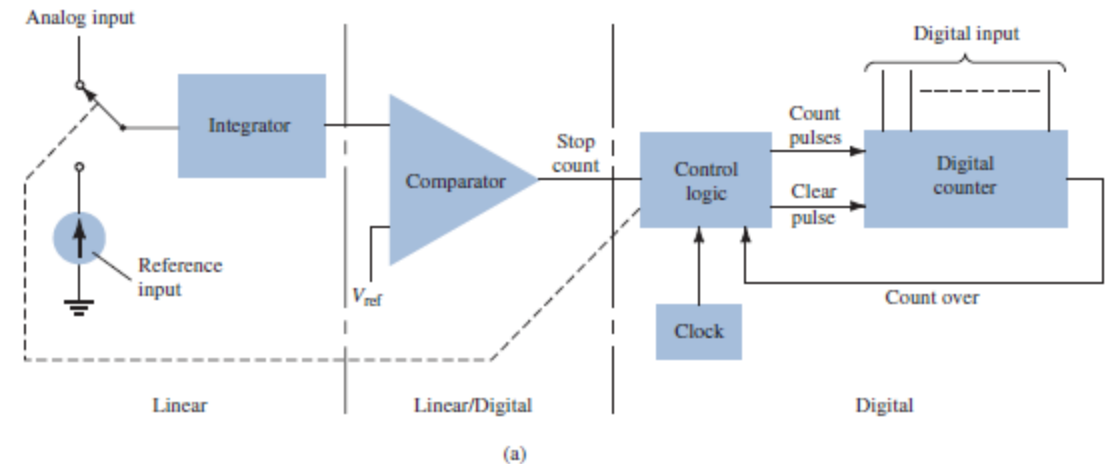 Analog input
Digital input
Integrator
Count
pulses
Stop
count
Comparator
Control
logic
Digital
counter
Clear
pulse
Reference
input
Vref
Count over
Clock
Linear
Linear/Digital
Digital
(a)